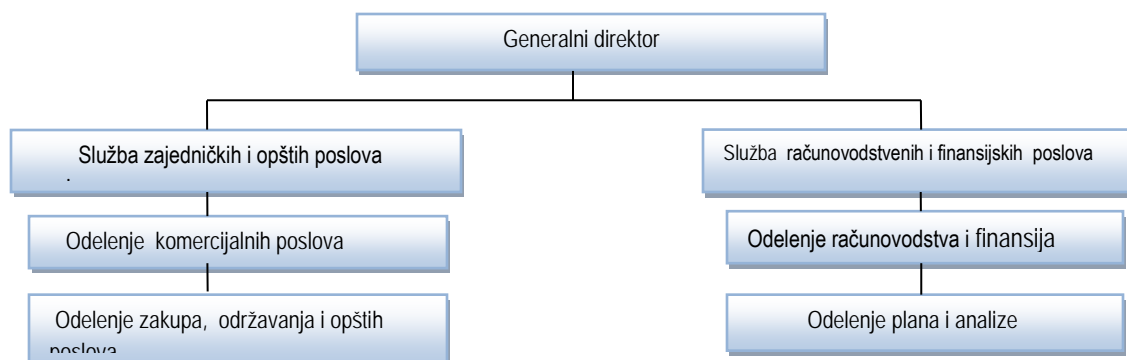 Generalni direktor
Služba zajedničkih i opštih poslova
.
Služba računovodstvenih i finansijskih poslova
Odelenje komercijalnih poslova
Odelenje računovodstva i finansija
Odelenje zakupa, održavanja i opštih
poslova
Odelenje plana i analize